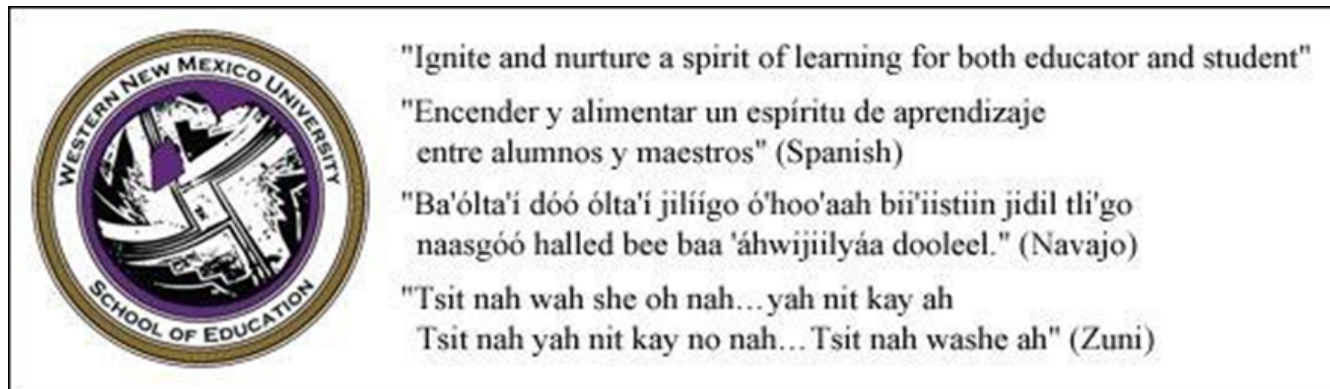 WESTERN NEW MEXICO UNIVERSITY
SCHOOL OF EDUCATION
"Ignite and nurture a spirit of learning for both educator and student"
"Encender y alimentar un espíritu de aprendizaje
entre alumnos y maestros" (Spanish)
"Ba'ólta'í dóó ólta'í jilíígo ó'hoo'aah bii'iistiin jidil tli'go
naasgóó halled bee baa 'áhwijiilyáa dooleel." (Navajo)
"Tsit nah wah she oh nah...yah nit kay ah
Tsit nah yah nit kay no nah... Tsit nah washe ah" (Zuni)